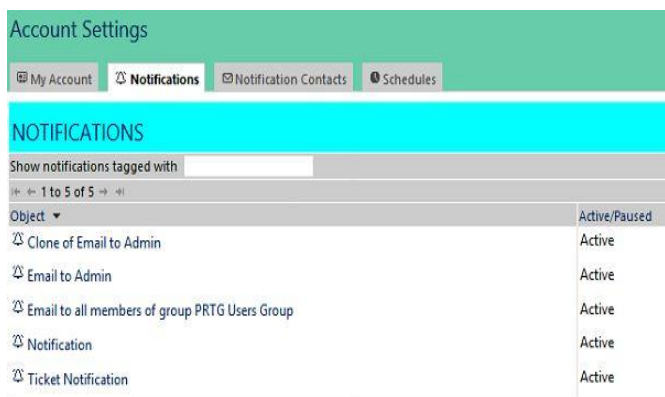 Account Settings
My Account Notifications Notification Contacts Schedules
NOTIFICATIONS
Show notifications tagged with
1 to 5 of 5
Object Active/Paused
Clone of Email to Admin Active
Email to Admin Active
Email to all members of group PRTG Users Group Active
Notification Active
Ticket Notification Active